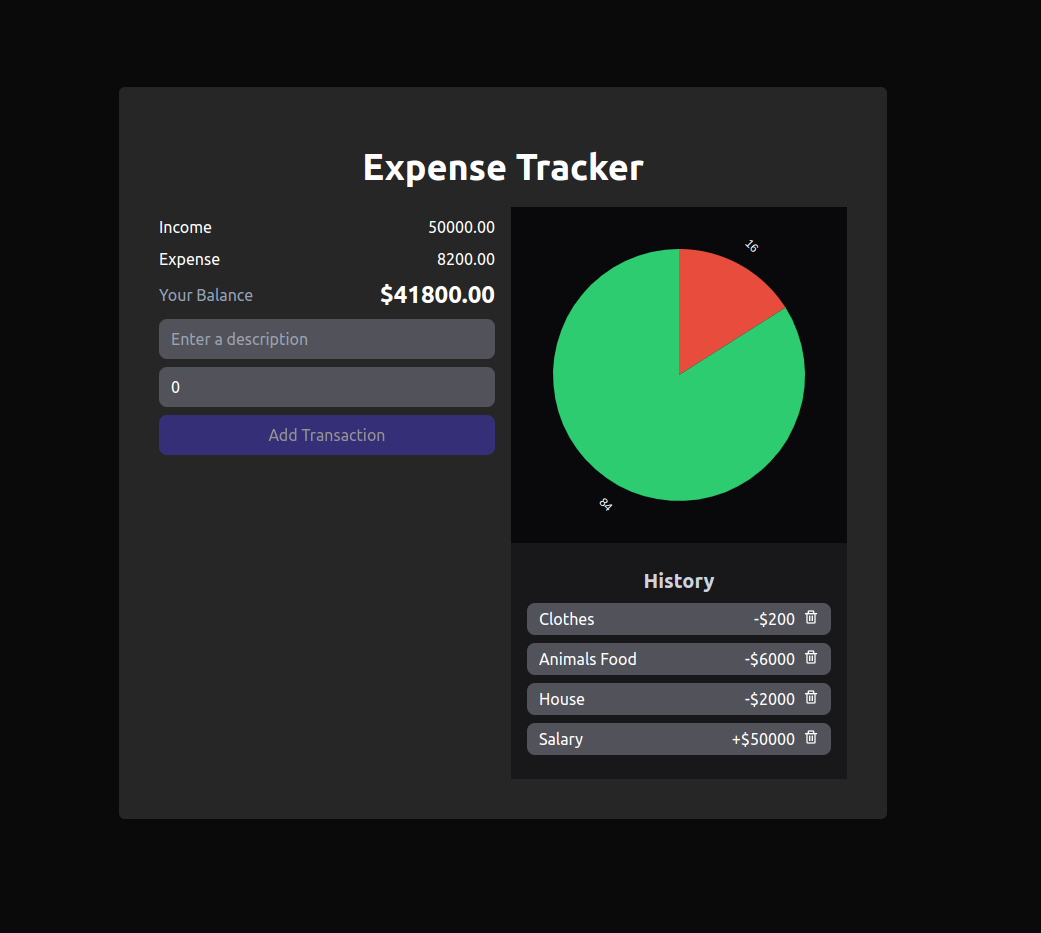 Expense Tracker
Income 50000.00
Expense 8200.00
Your Balance $41800.00
Enter a description
0
Add Transaction
16
84
History
Clothes -$200
Animals Food -$6000
House -$2000
Salary +$50000